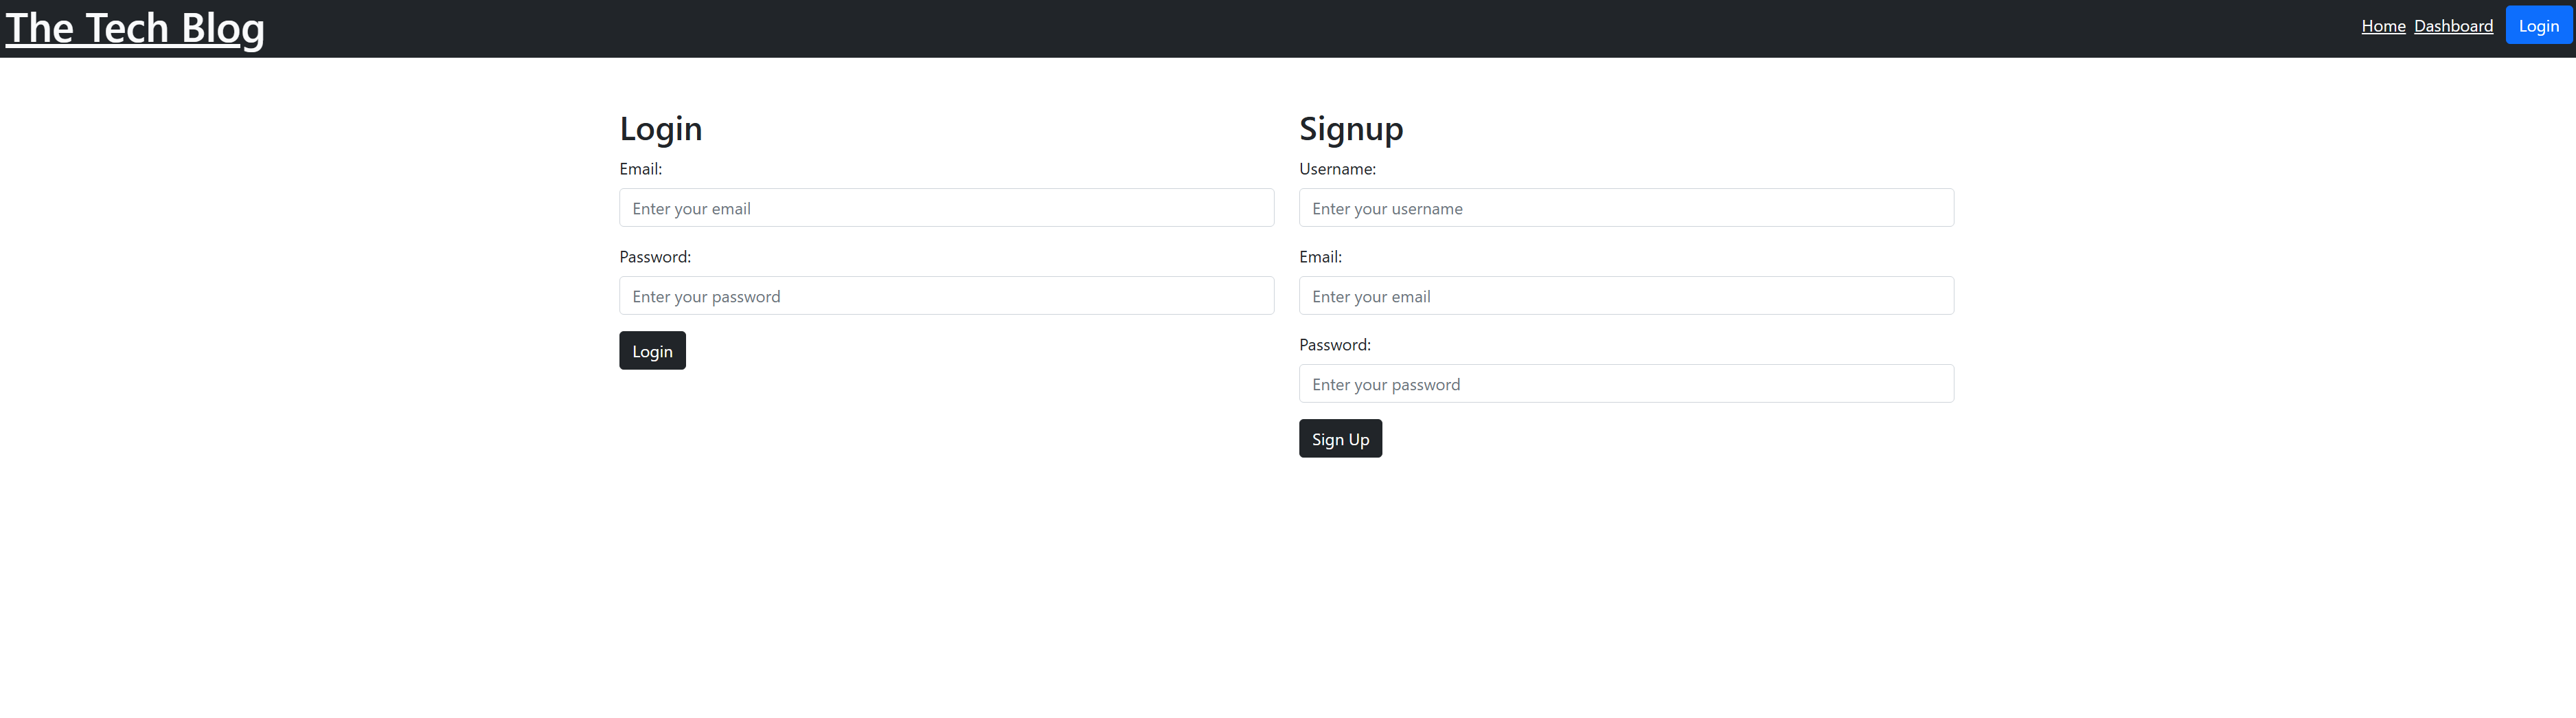 The Tech Blog
Home Dashboard Login
Login
Email:
Enter your email
Password:
Enter your password
Login
Signup
Username:
Enter your username
Email:
Enter your email
Password:
Enter your password
Sign Up